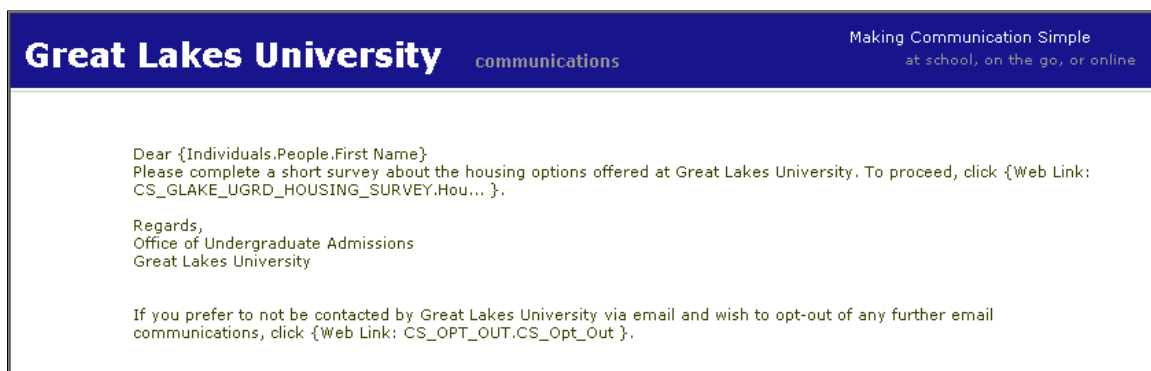 Great Lakes University communications
Making Communication Simple
at school, on the go, or online
Dear {Individuals.People.First Name}
Please complete a short survey about the housing options offered at Great Lakes University. To proceed, click {Web Link:
CS_GLAKE_UGRD_HOUSING_SURVEY.Hou... }.
Regards,
Office of Undergraduate Admissions
Great Lakes University
If you prefer to not be contacted by Great Lakes University via email and wish to opt-out of any further email
communications, click {Web Link: CS_OPT_OUT.CS_Opt_Out }.